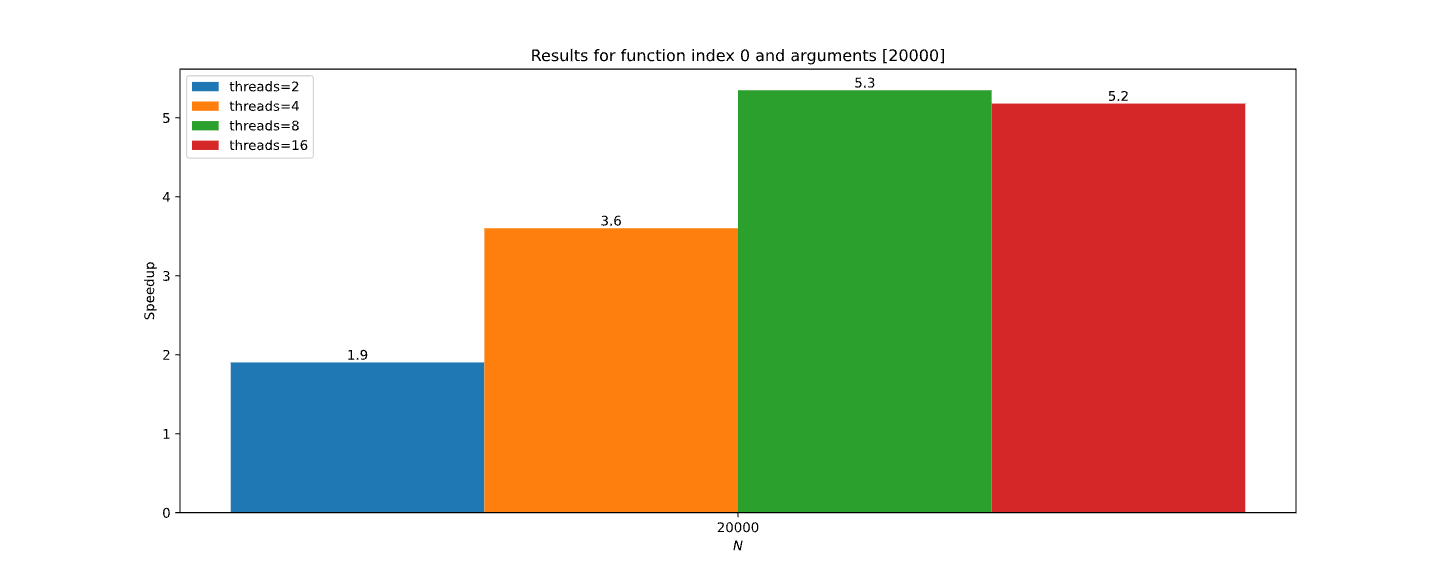 Results for function index 0 and arguments [20000]
threads=2
threads=4
threads=8
threads=16
5.3
5.2
3.6
1.9
5
4
3
2
1
0
Speedup
20000
N